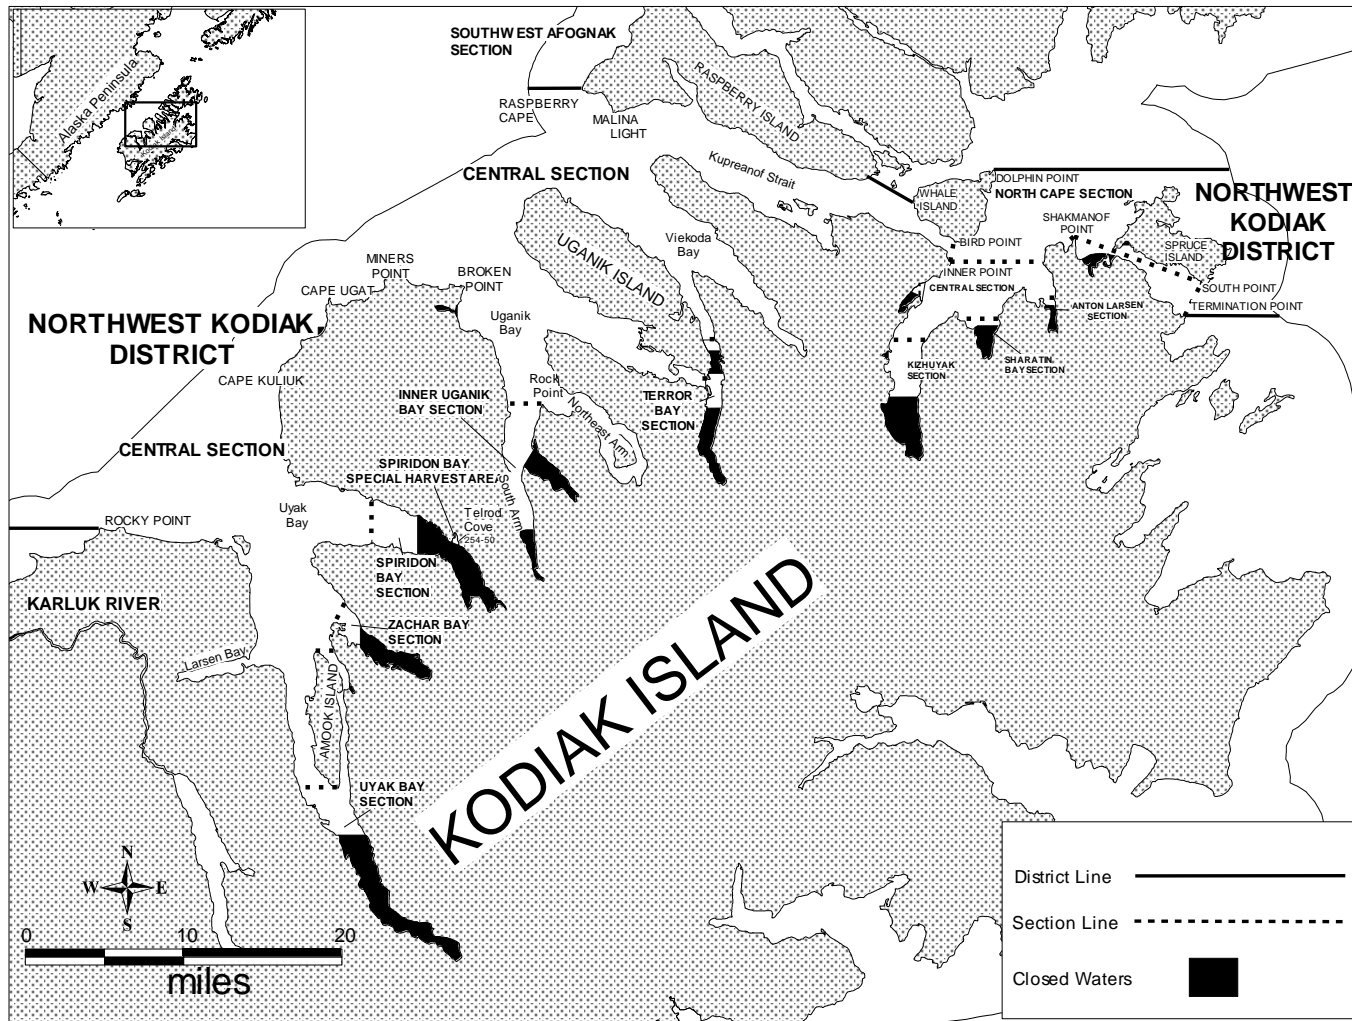 SOUTHWEST AFOGNAK
SECTION
Alaska Peninsula
Kodiak Island
RASPBERRY
CAPE
MALINA
LIGHT
RASPBERRY ISLAND
CENTRAL SECTION
Kupreanof Strait
WHALE
ISLAND
DOLPHIN POINT
NORTH CAPE SECTION
NORTHWEST
KODIAK
DISTRICT
SHAKMANOF
POINT
SPRUCE
ISLAND
BIRD POINT
Viekoda
Bay
UGANIK ISLAND
MINERS
POINT
BROKEN
POINT
CAPE UGAT
INNER POINT
CENTRAL SECTION
SOUTH POINT
TERMINATION POINT
ANTON LARSEN
SECTION
NORTHWEST KODIAK
DISTRICT
Uganik
Bay
SHARATIN
BAY SECTION
KIZHUYAK
SECTION
CAPE KULIUK
Rock
Point
INNER UGANIK
BAY SECTION
Northeast Arm
TERROR
BAY
SECTION
CENTRAL SECTION
SPIRIDON BAY
SPECIAL HARVEST AREA
South Arm
Telrod
Cove
254-50
Uyak
Bay
ROCKY POINT
SPIRIDON
BAY
SECTION
KARLUK RIVER
ZACHAR BAY
SECTION
Larsen Bay
AMOOK ISLAND
KODIAK ISLAND
UYAK BAY
SECTION
N
W
E
S
0 10 20
miles
District Line
Section Line
Closed Waters